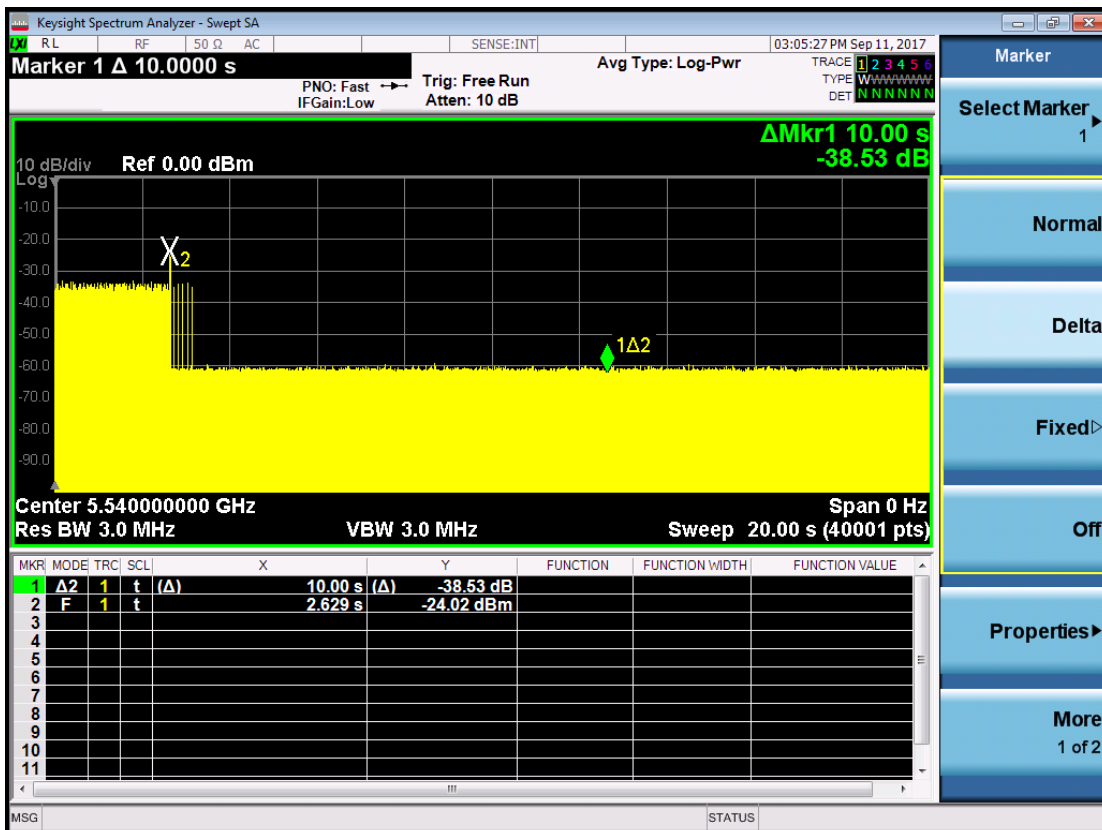 Keysight Spectrum Analyzer - Swept SA
LXI RL RF 50 Ω AC SENSE:INT 03:05:27 PM Sep 11, 2017
Marker 1 Δ 10.0000 s
PNO: Fast
IFGain:Low
Trig: Free Run
Atten: 10 dB
Avg Type: Log-Pwr
TRACE 1 2 3 4 5 6
TYPE WWWWWW
DET N N N N N N
ΔMkr1 10.00 s
-38.53 dB
10 dB/div Ref 0.00 dBm
Log
-10.0
-20.0
-30.0
-40.0
-50.0
-60.0
-70.0
-80.0
-90.0
X2
1Δ2
Center 5.540000000 GHz Span 0 Hz
Res BW 3.0 MHz VBW 3.0 MHz Sweep 20.00 s (40001 pts)
MKR MODE TRC SCL X Y FUNCTION FUNCTION WIDTH FUNCTION VALUE
1 Δ2 1 t (Δ) 10.00 s (Δ) -38.53 dB
2 F 1 t 2.629 s -24.02 dBm
3
4
5
6
7
8
9
10
11
MSG STATUS
Marker
Select Marker
1
Normal
Delta
Fixed
Off
Properties
More
1 of 2